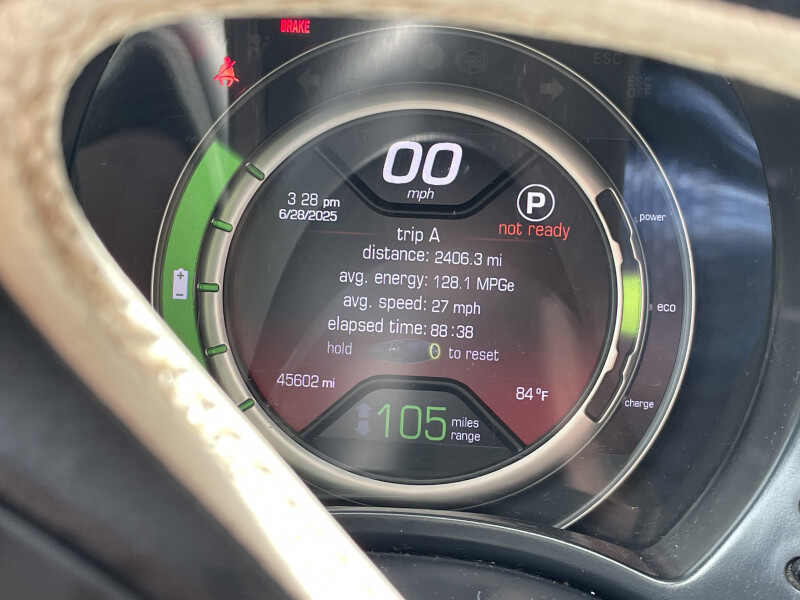 BRAKE
ESC
00
mph
3 28 pm
6/28/2025
P
not ready
power
trip A
distance: 2406.3 mi
avg. energy: 128.1 MPGe
avg. speed: 27 mph
elapsed time: 88:38
hold 0 to reset
eco
45602 mi
84°F
charge
105 miles
range